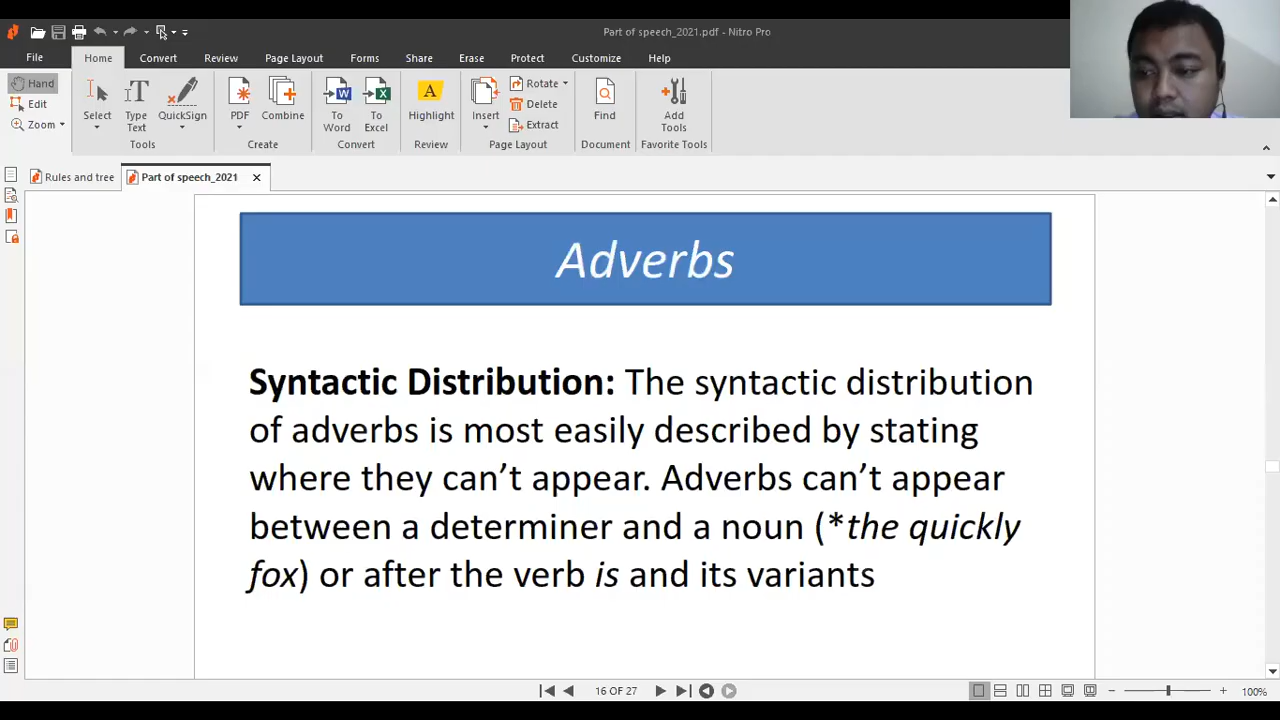 Part of speech_2021.pdf - Nitro Pro
File Home Convert Review Page Layout Forms Share Erase Protect Customize Help
Hand
Edit
Zoom
Select
Type Text
QuickSign
Tools
PDF
Combine
Create
To Word
To Excel
Convert
Highlight
Review
Insert
Rotate
Delete
Extract
Page Layout
Find
Document
Add Tools
Favorite Tools
Rules and tree
Part of speech_2021
Adverbs
Syntactic Distribution: The syntactic distribution
of adverbs is most easily described by stating
where they can’t appear. Adverbs can’t appear
between a determiner and a noun (*the quickly
fox) or after the verb is and its variants
16 OF 27
100%